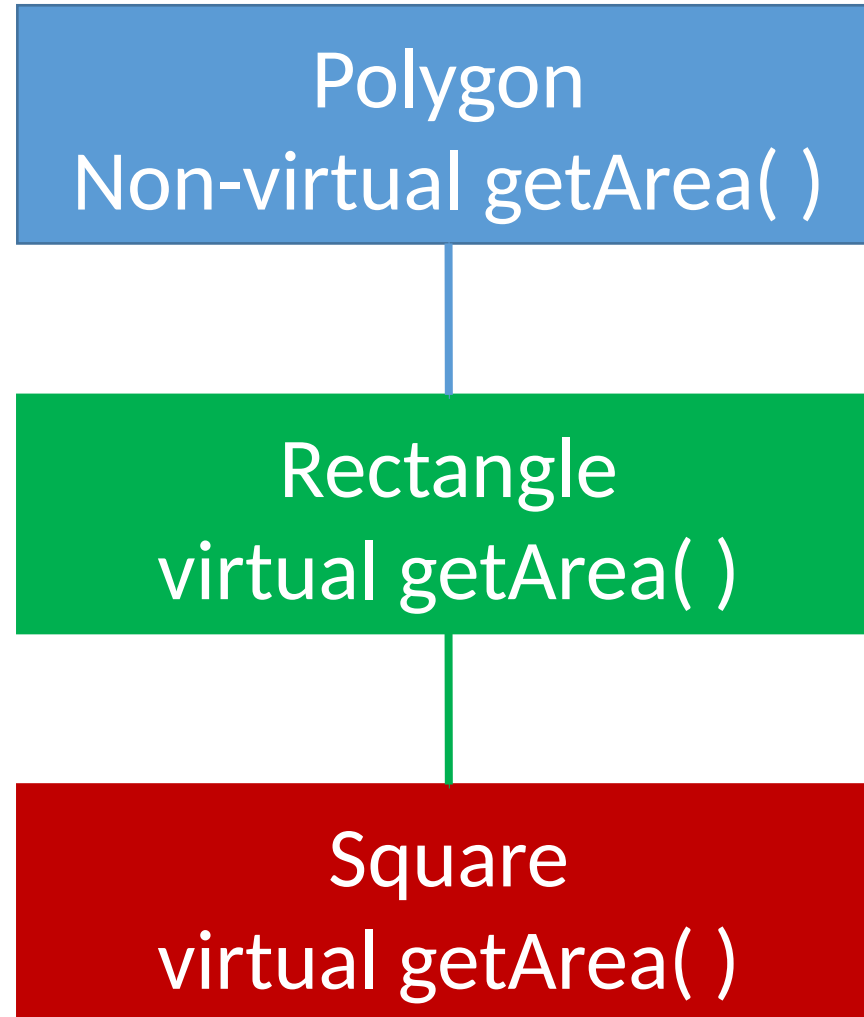 Polygon
Non-virtual getArea( )
Rectangle
virtual getArea( )
Square
virtual getArea( )